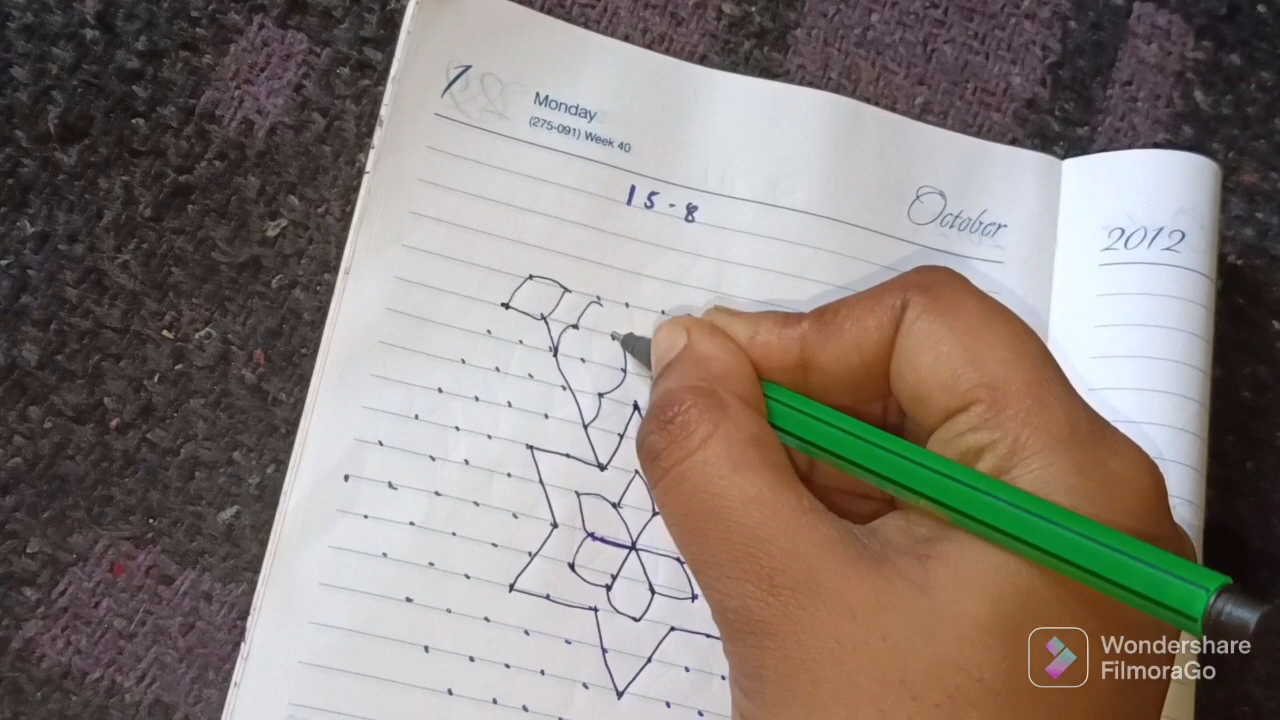 1 Monday
(275-091) Week 40
October
2012
15-8
Wondershare
FilmoraGo